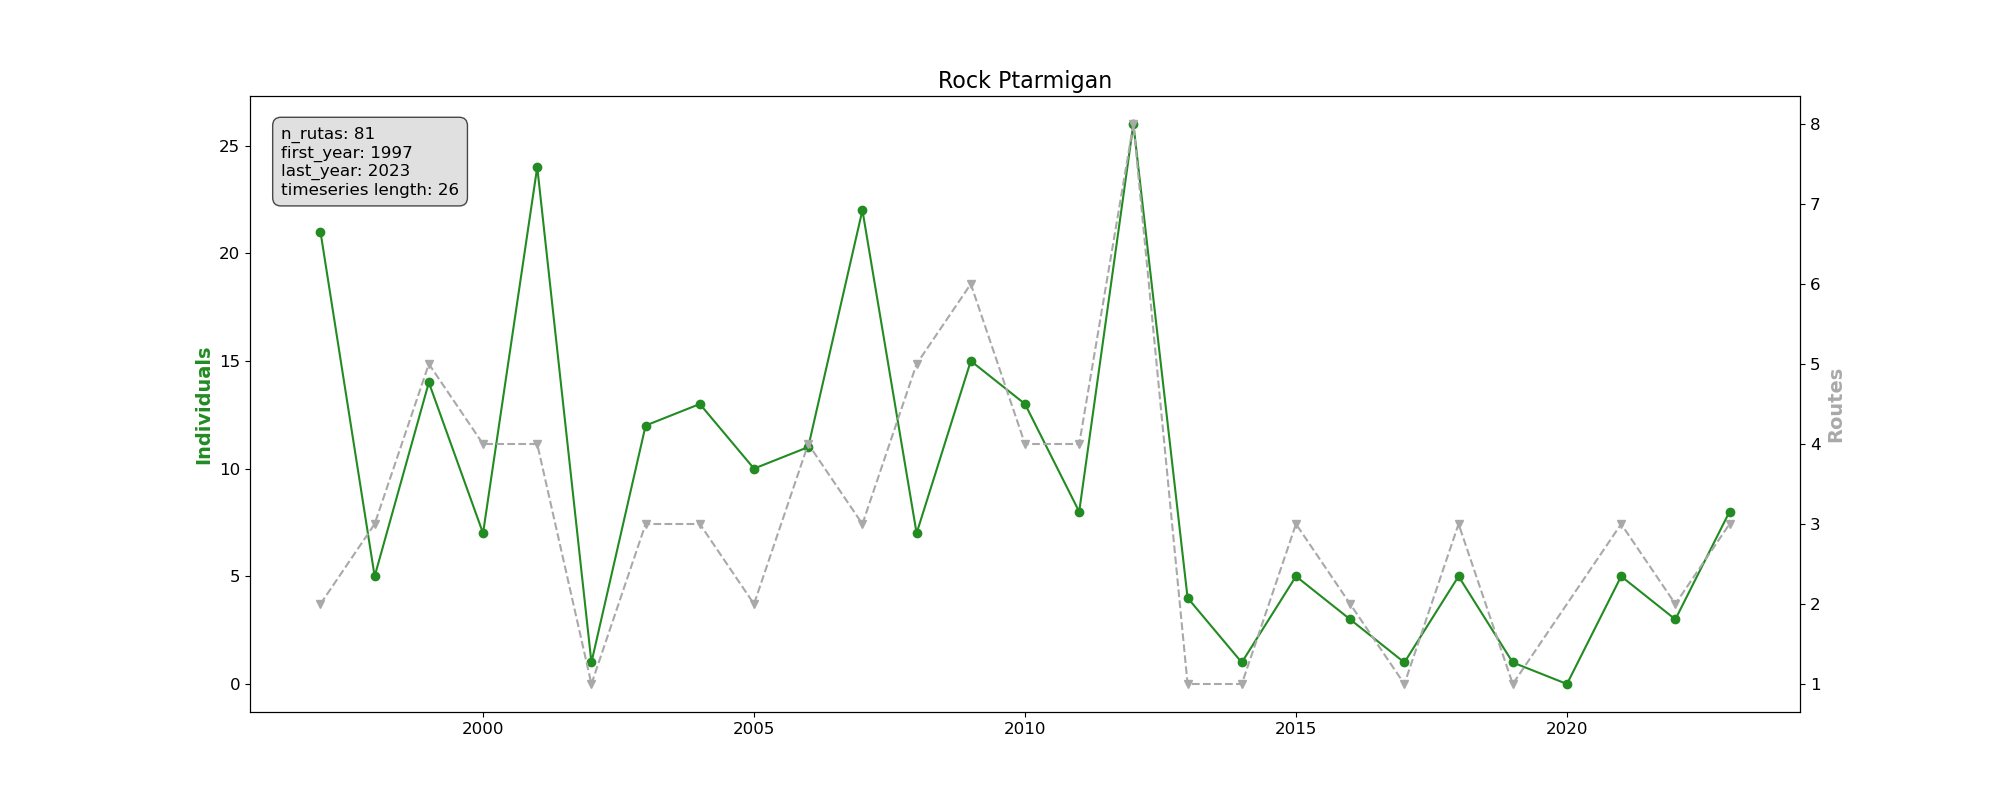 Rock Ptarmigan
n_rutas: 81
first_year: 1997
last_year: 2023
timeseries length: 26
25
20
15
10
5
0
Individuals
8
7
6
5
4
3
2
1
Routes
2000 2005 2010 2015 2020